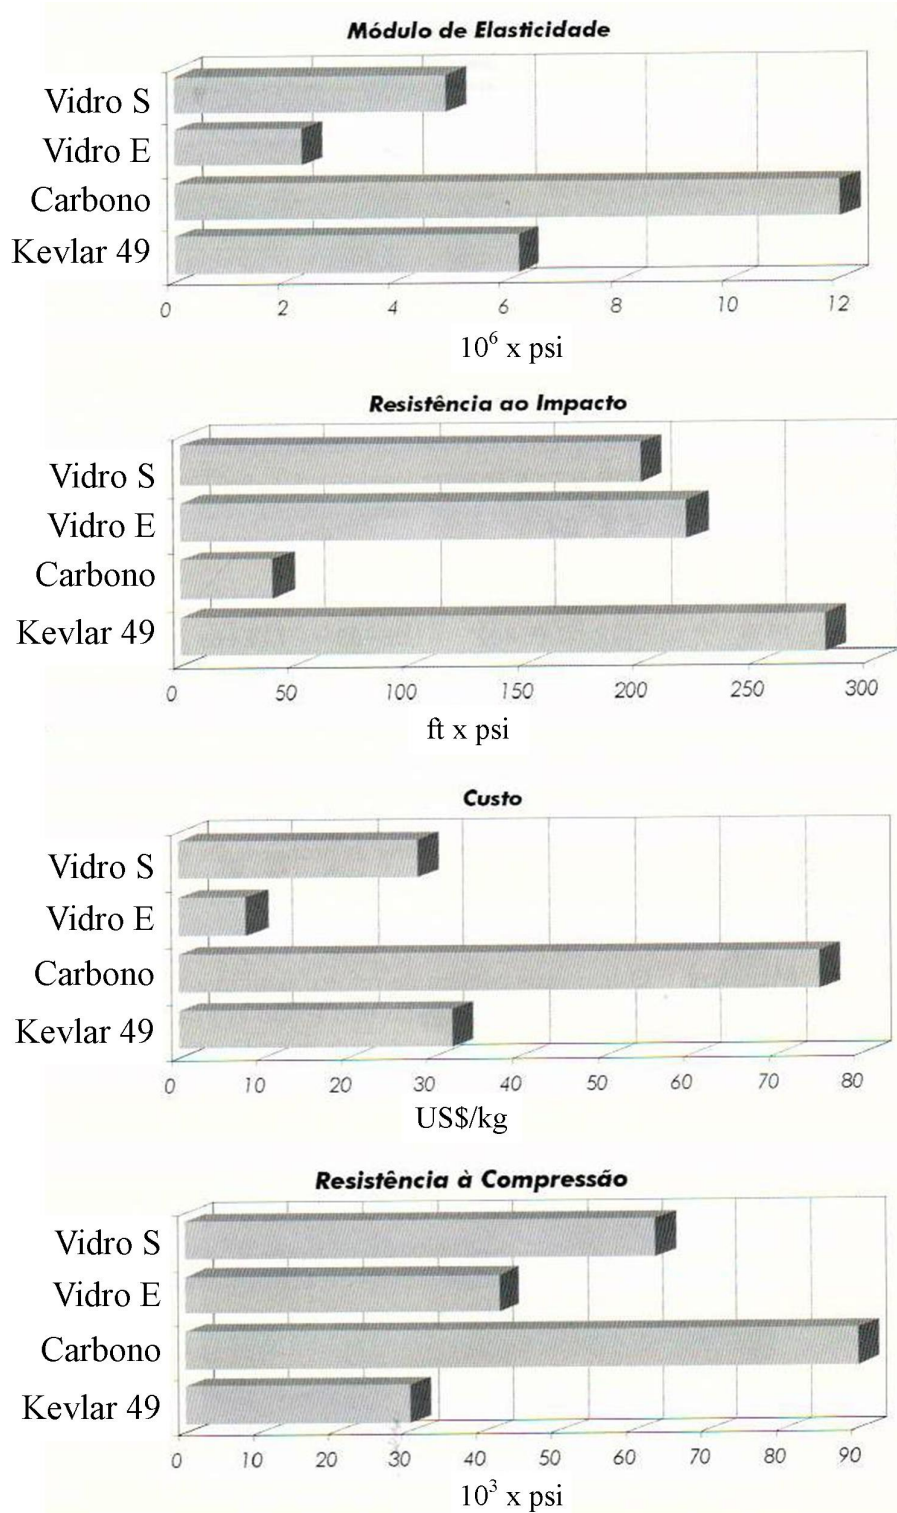 Módulo de Elasticidade
Vidro S
Vidro E
Carbono
Kevlar 49
0 2 4 6 8 10 12
10⁶ x psi
Resistência ao Impacto
Vidro S
Vidro E
Carbono
Kevlar 49
0 50 100 150 200 250 300
ft x psi
Custo
Vidro S
Vidro E
Carbono
Kevlar 49
0 10 20 30 40 50 60 70 80
US$/kg
Resistência à Compressão
Vidro S
Vidro E
Carbono
Kevlar 49
0 10 20 30 40 50 60 70 80 90
10³ x psi